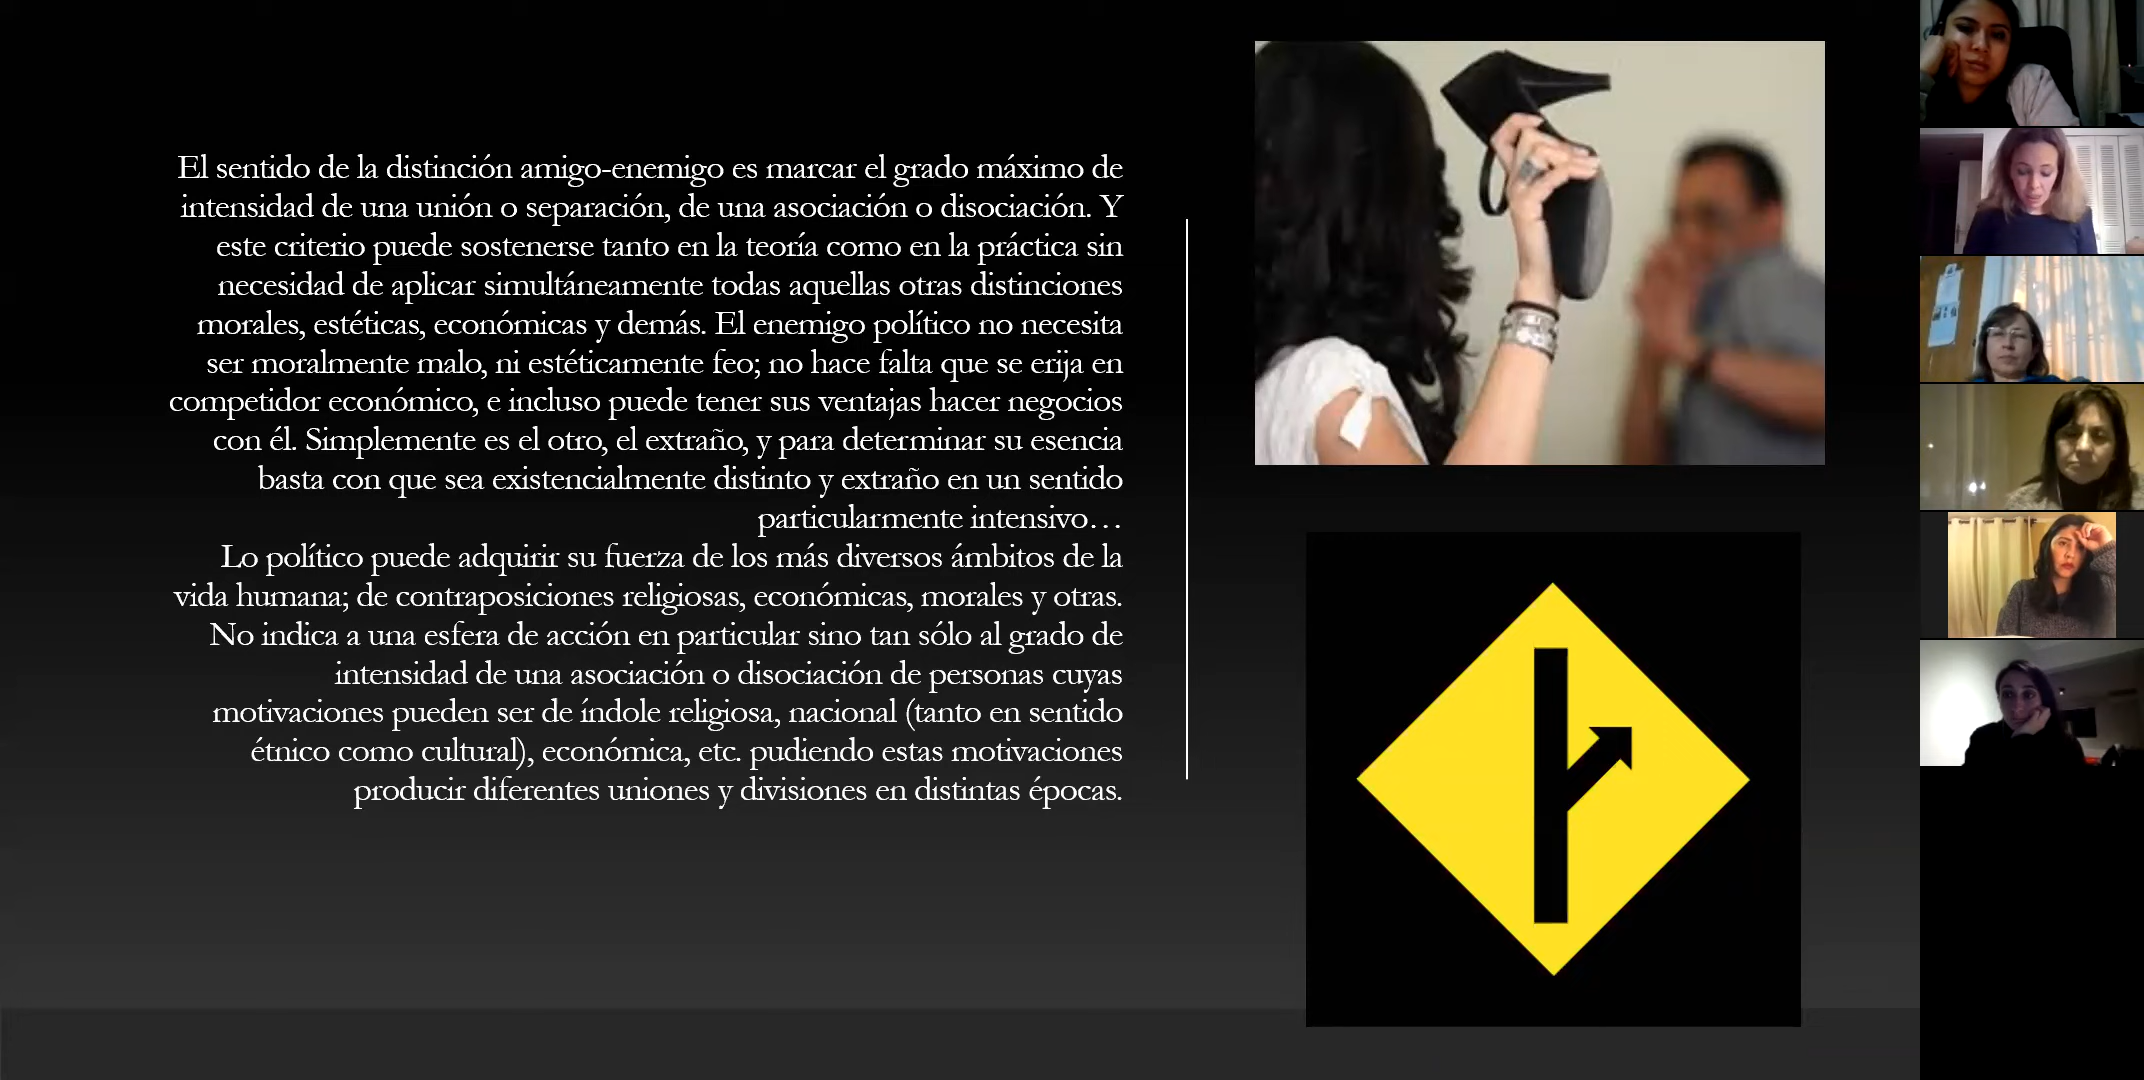 El sentido de la distinción amigo-enemigo es marcar el grado máximo de
intensidad de una unión o separación, de una asociación o disociación. Y
este criterio puede sostenerse tanto en la teoría como en la práctica sin
necesidad de aplicar simultáneamente todas aquellas otras distinciones
morales, estéticas, económicas y demás. El enemigo político no necesita
ser moralmente malo, ni estéticamente feo; no hace falta que se erija en
competidor económico, e incluso puede tener sus ventajas hacer negocios
con él. Simplemente es el otro, el extraño, y para determinar su esencia
basta con que sea existencialmente distinto y extraño en un sentido
particularmente intensivo…
Lo político puede adquirir su fuerza de los más diversos ámbitos de la
vida humana; de contraposiciones religiosas, económicas, morales y otras.
No indica a una esfera de acción en particular sino tan sólo al grado de
intensidad de una asociación o disociación de personas cuyas
motivaciones pueden ser de índole religiosa, nacional (tanto en sentido
étnico como cultural), económica, etc. pudiendo estas motivaciones
producir diferentes uniones y divisiones en distintas épocas.